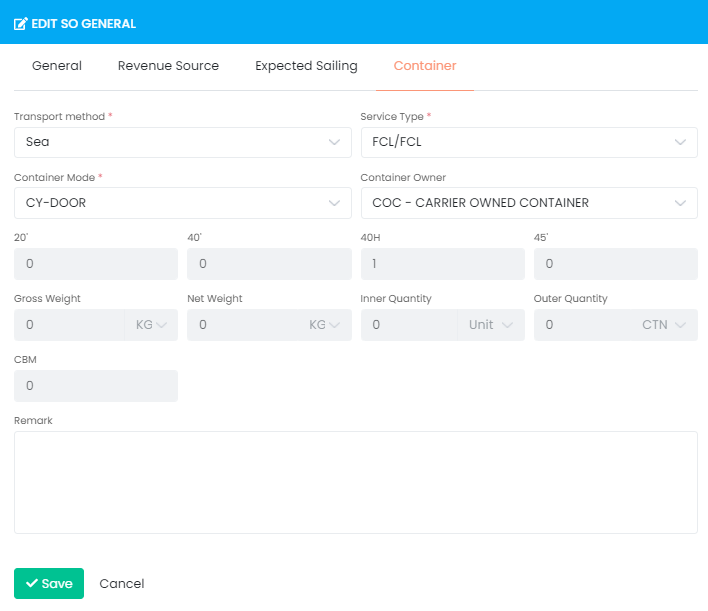 EDIT SO GENERAL
General Revenue Source Expected Sailing Container
Transport method * Service Type *
Sea FCL/FCL
Container Mode * Container Owner
CY-DOOR COC - CARRIER OWNED CONTAINER
20' 40' 40H 45'
0 0 1 0
Gross Weight Net Weight Inner Quantity Outer Quantity
0 KG 0 KG 0 Unit 0 CTN
CBM
0
Remark
Save Cancel